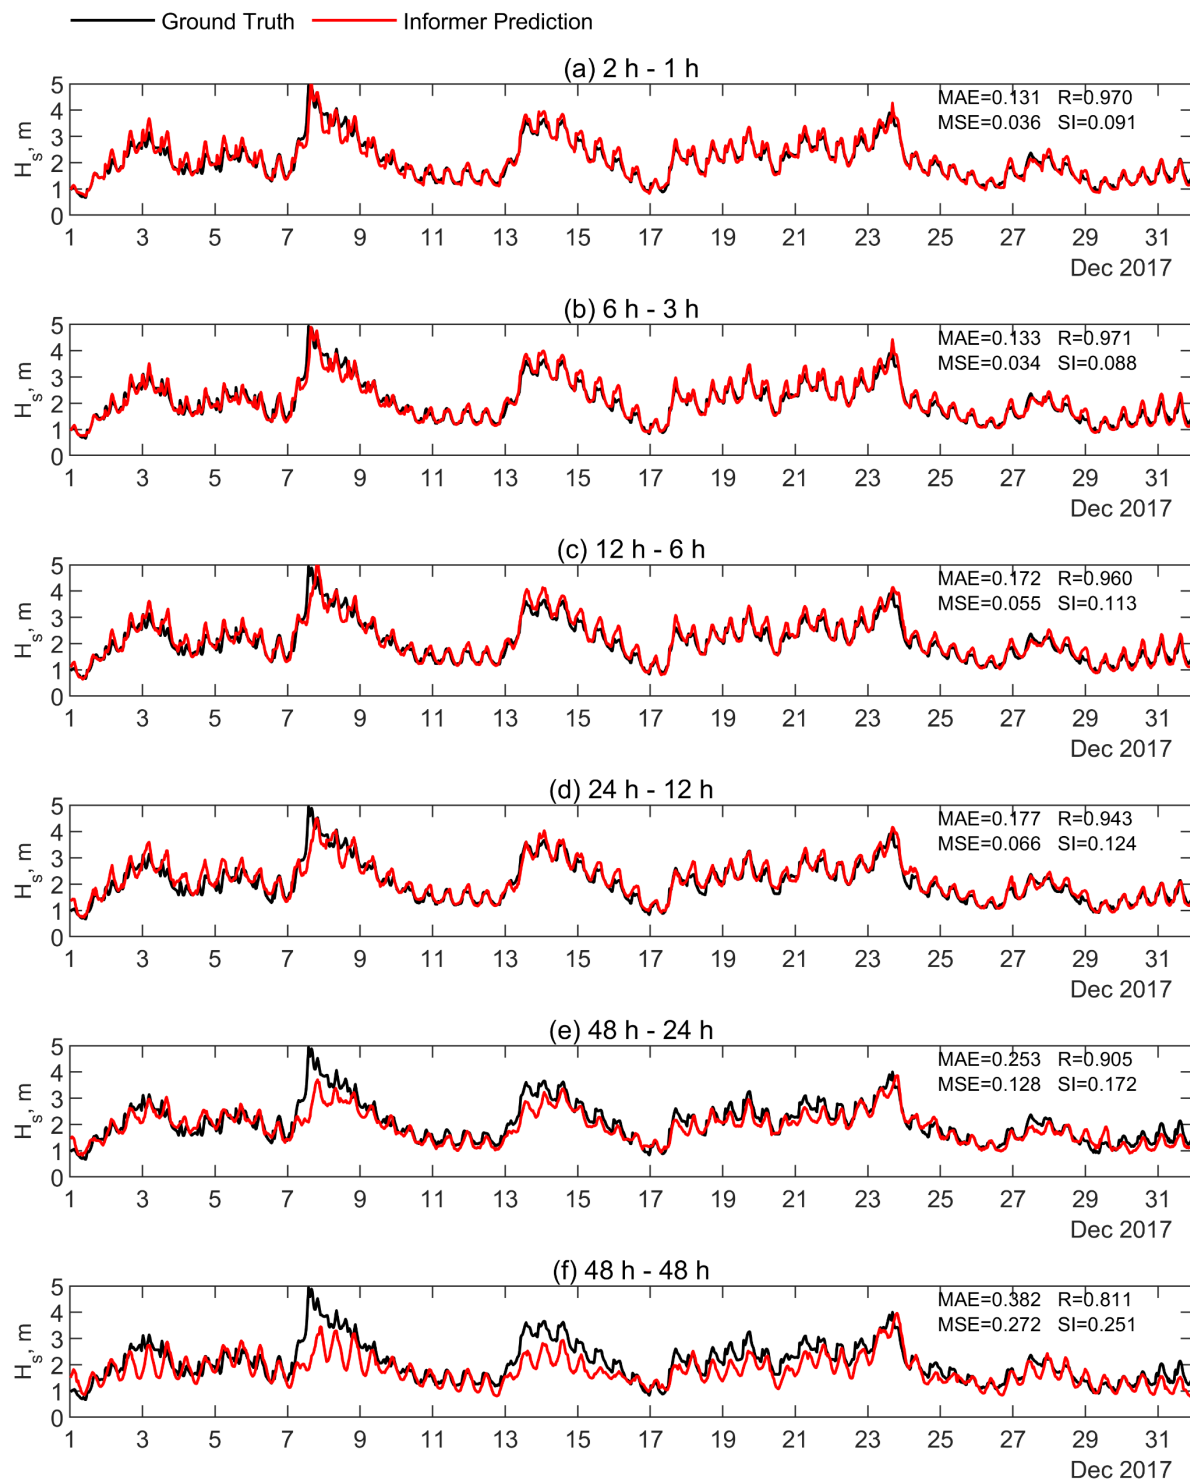 Ground Truth Informer Prediction
(a) 2 h - 1 h
MAE=0.131 R=0.970
MSE=0.036 SI=0.091
Hs, m
5
4
3
2
1
0
1 3 5 7 9 11 13 15 17 19 21 23 25 27 29 31
Dec 2017
(b) 6 h - 3 h
MAE=0.133 R=0.971
MSE=0.034 SI=0.088
Hs, m
5
4
3
2
1
0
1 3 5 7 9 11 13 15 17 19 21 23 25 27 29 31
Dec 2017
(c) 12 h - 6 h
MAE=0.172 R=0.960
MSE=0.055 SI=0.113
Hs, m
5
4
3
2
1
0
1 3 5 7 9 11 13 15 17 19 21 23 25 27 29 31
Dec 2017
(d) 24 h - 12 h
MAE=0.177 R=0.943
MSE=0.066 SI=0.124
Hs, m
5
4
3
2
1
0
1 3 5 7 9 11 13 15 17 19 21 23 25 27 29 31
Dec 2017
(e) 48 h - 24 h
MAE=0.253 R=0.905
MSE=0.128 SI=0.172
Hs, m
5
4
3
2
1
0
1 3 5 7 9 11 13 15 17 19 21 23 25 27 29 31
Dec 2017
(f) 48 h - 48 h
MAE=0.382 R=0.811
MSE=0.272 SI=0.251
Hs, m
5
4
3
2
1
0
1 3 5 7 9 11 13 15 17 19 21 23 25 27 29 31
Dec 2017